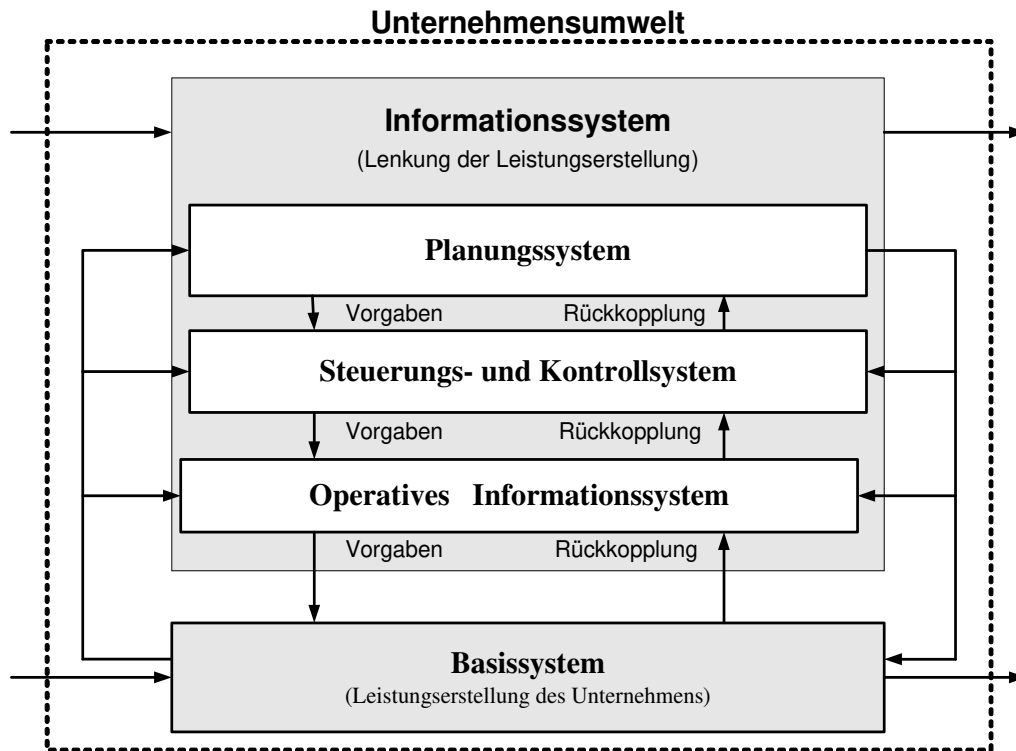 Unternehmensumwelt
Informationssystem
(Lenkung der Leistungserstellung)
Planungssystem
Vorgaben Rückkopplung
Steuerungs- und Kontrollsystem
Vorgaben Rückkopplung
Operatives Informationssystem
Vorgaben Rückkopplung
Basissystem
(Leistungserstellung des Unternehmens)